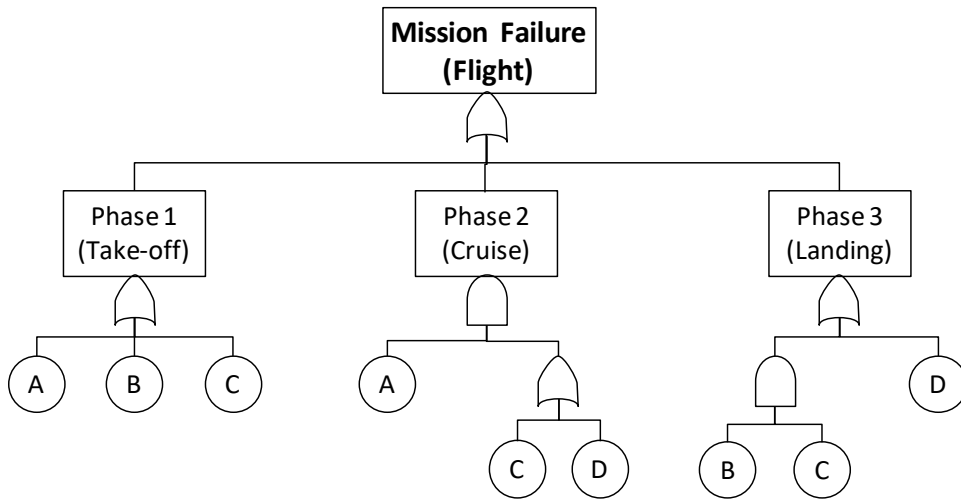 Mission Failure
(Flight)
Phase 1
(Take-off)
Phase 2
(Cruise)
Phase 3
(Landing)
A
B
C
A
D
C
D
B
C